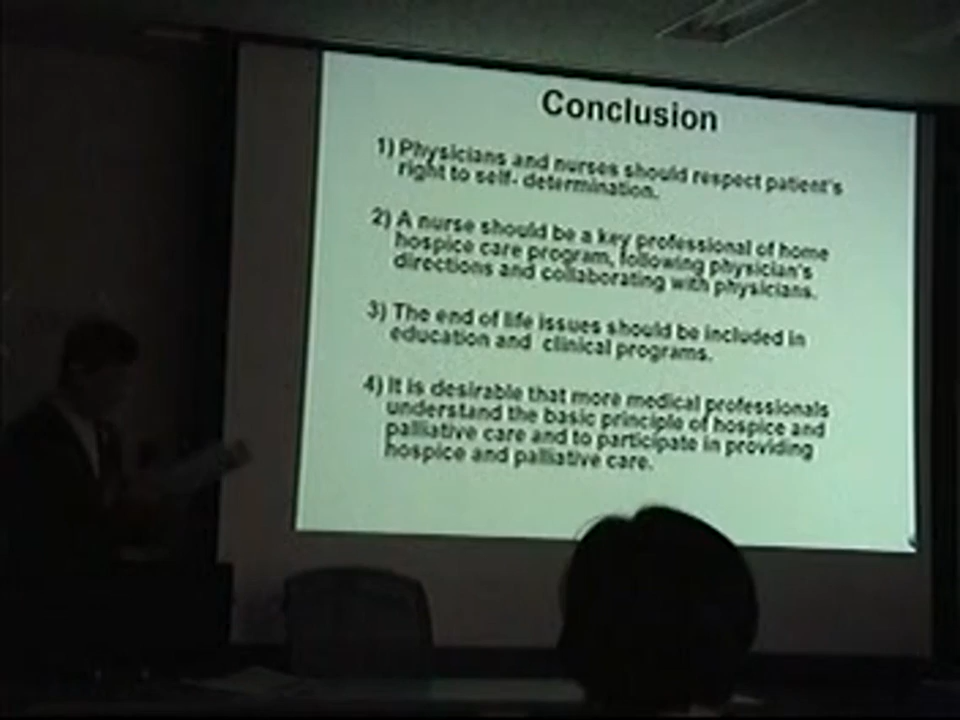 Conclusion
1) Physicians and nurses should respect patient's
right to self- determination.
2) A nurse should be a key professional of home
hospice care program, following physician's
directions and collaborating with physicians.
3) The end of life issues should be included in
education and clinical programs.
4) It is desirable that more medical professionals
understand the basic principle of hospice and
palliative care and to participate in providing
hospice and palliative care.